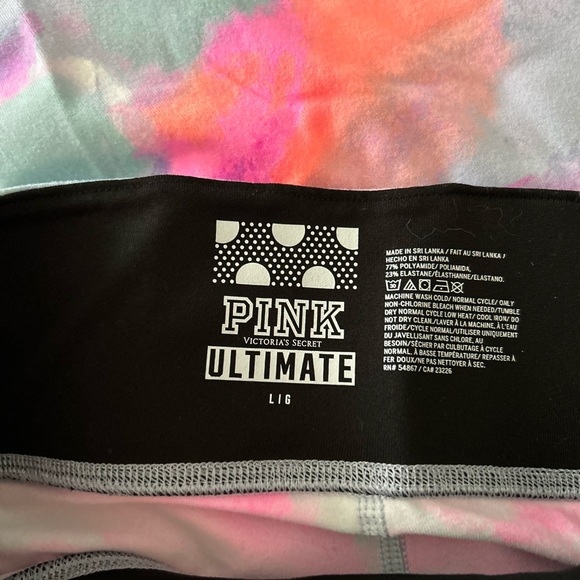 PINK
VICTORIA'S SECRET
ULTIMATE
L/G
MADE IN SRI LANKA / FAIT AU SRI LANKA /
HECHO EN SRI LANKA
77% POLYAMIDE/ POLIAMIDA.
23% ELASTANE/ÉLASTHANNE/ELASTANO.
MACHINE WASH COLD/ NORMAL CYCLE/ ONLY
NON-CHLORINE BLEACH WHEN NEEDED/TUMBLE
DRY NORMAL CYCLE LOW HEAT/ COOL IRON/ DO
NOT DRY CLEAN./LAVER À LA MACHINE, À L'EAU
FROIDE/CYCLE NORMAL/UTILISER UNIQUEMENT
DU JAVELLISANT SANS CHLORE, AU
BESOIN/SÉCHER PAR CULBUTAGE À CYCLE
NORMAL, À BASSE TEMPÉRATURE/ REPASSER À
FER DOUX/NE PAS NETTOYER À SEC.
RN# 54867 / CA# 23226